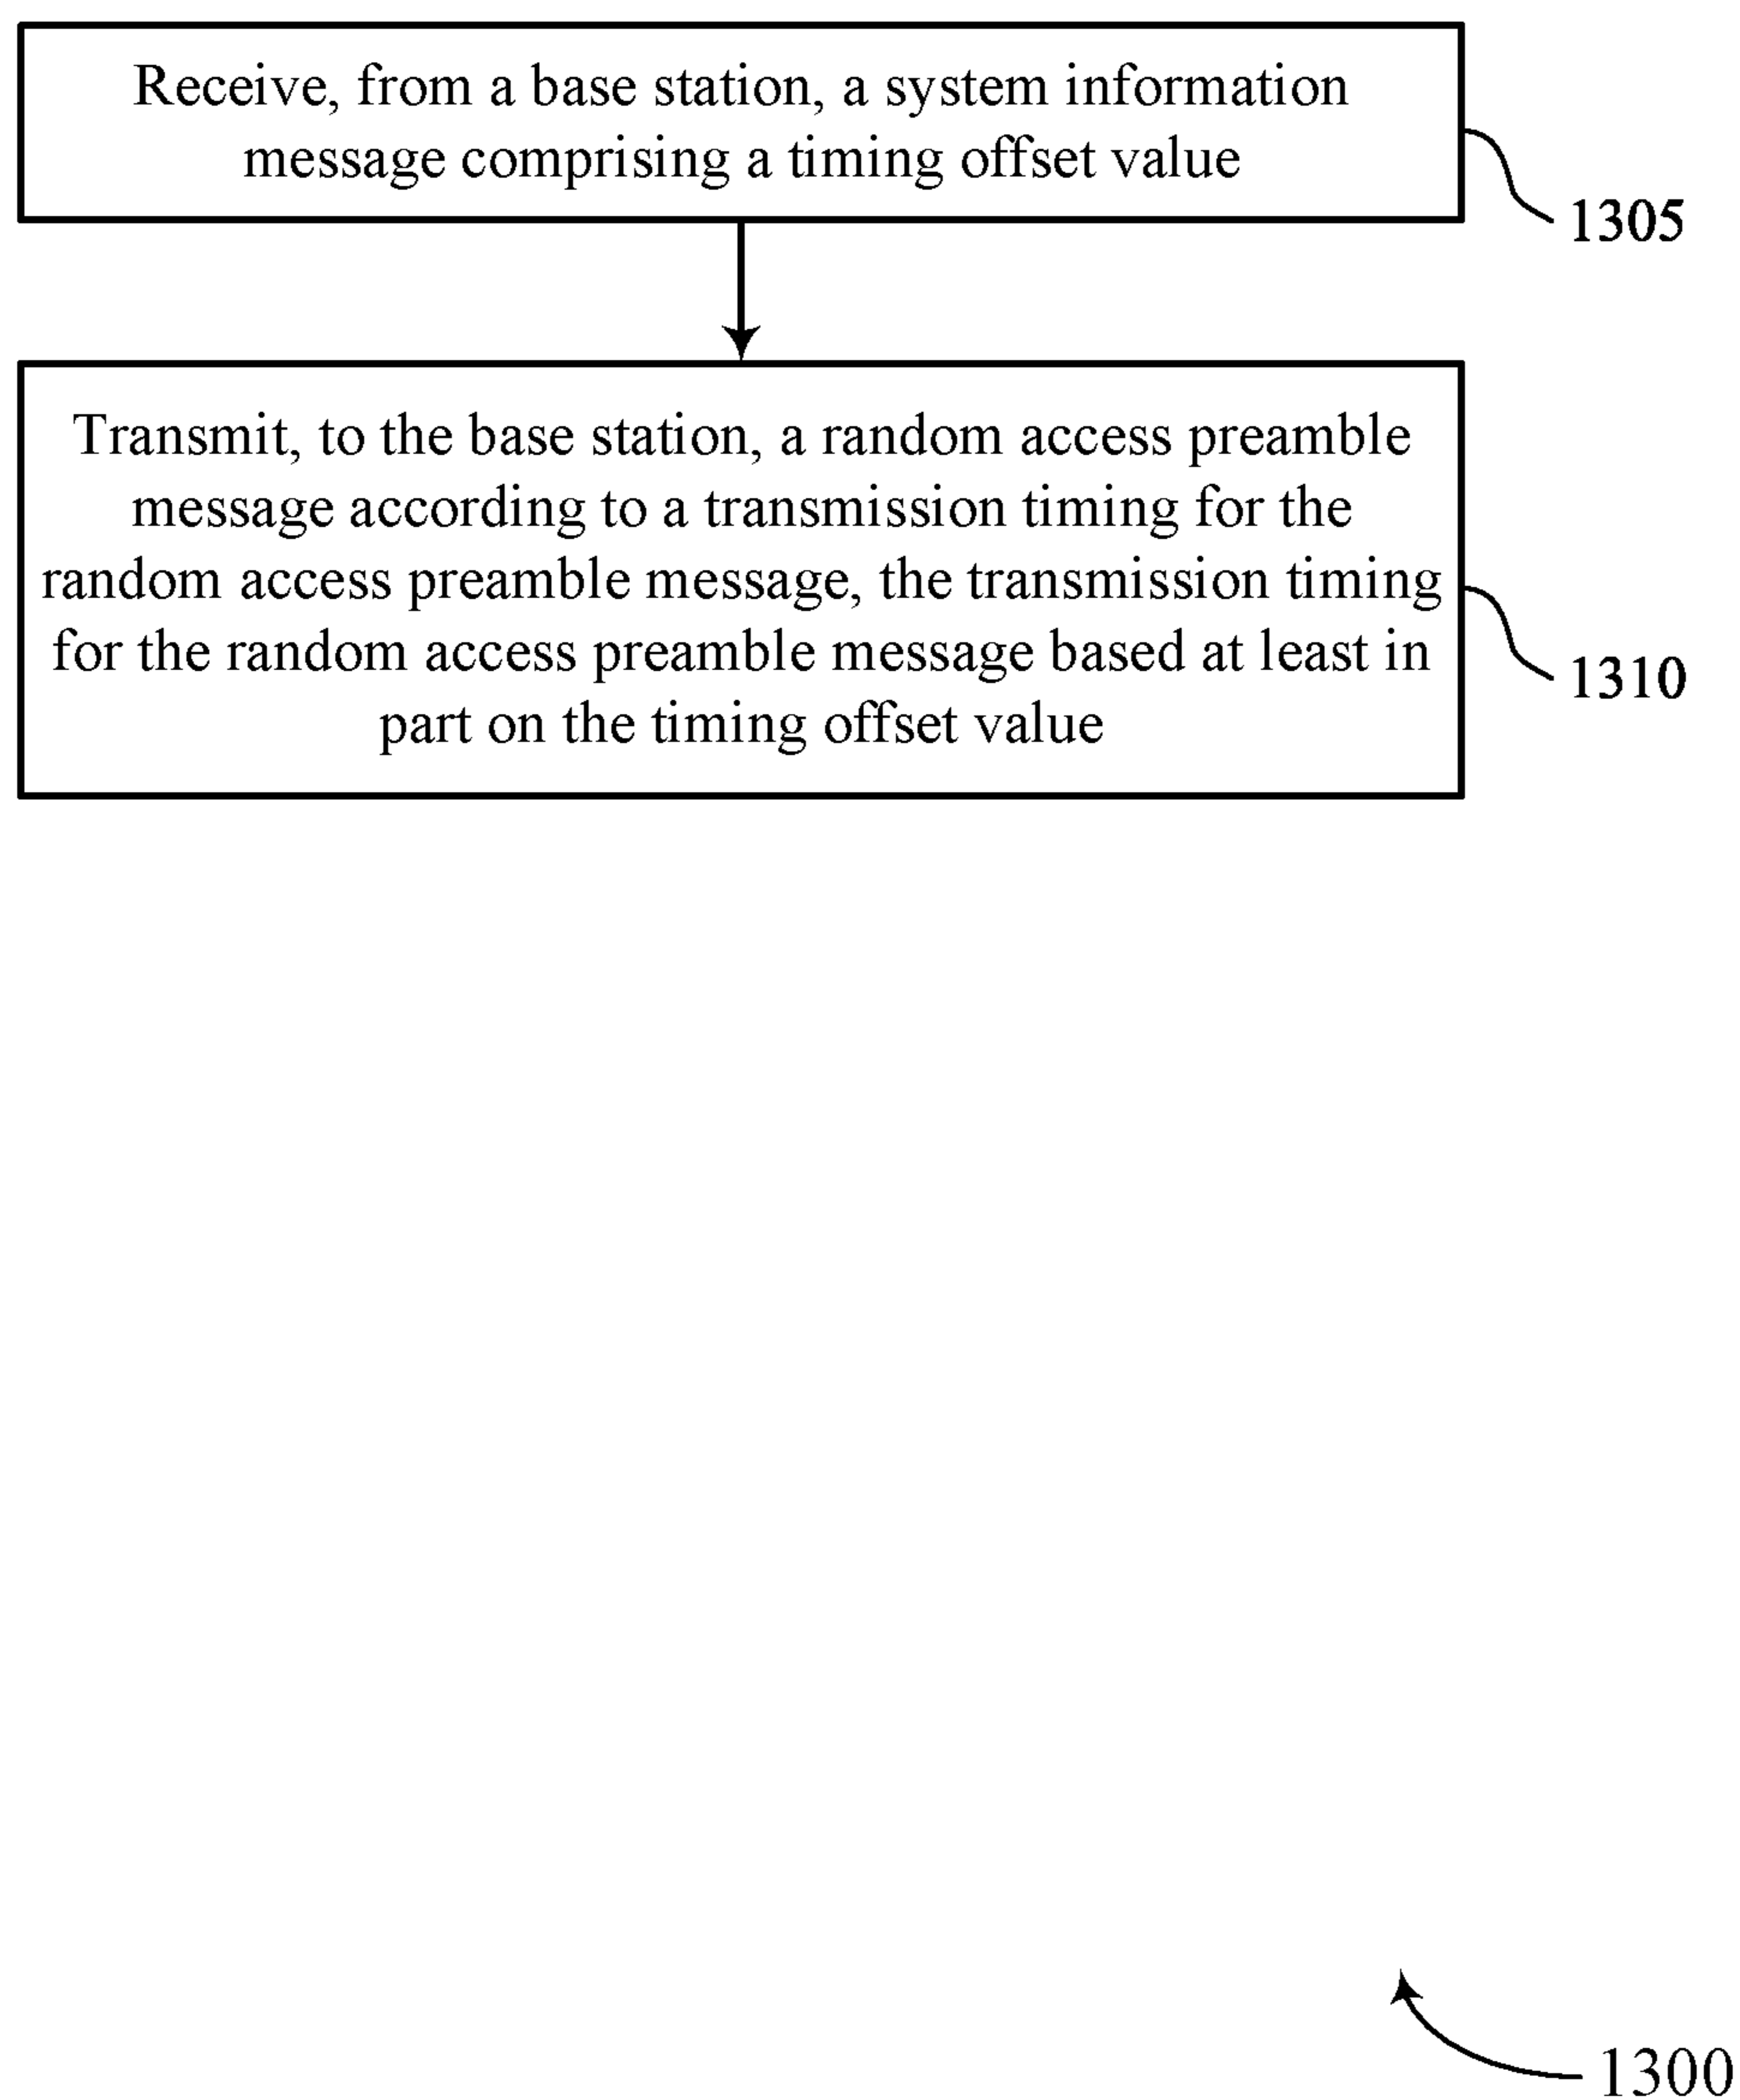 Receive, from a base station, a system information
message comprising a timing offset value
1305
Transmit, to the base station, a random access preamble
message according to a transmission timing for the
random access preamble message, the transmission timing
for the random access preamble message based at least in
part on the timing offset value
1310
1300